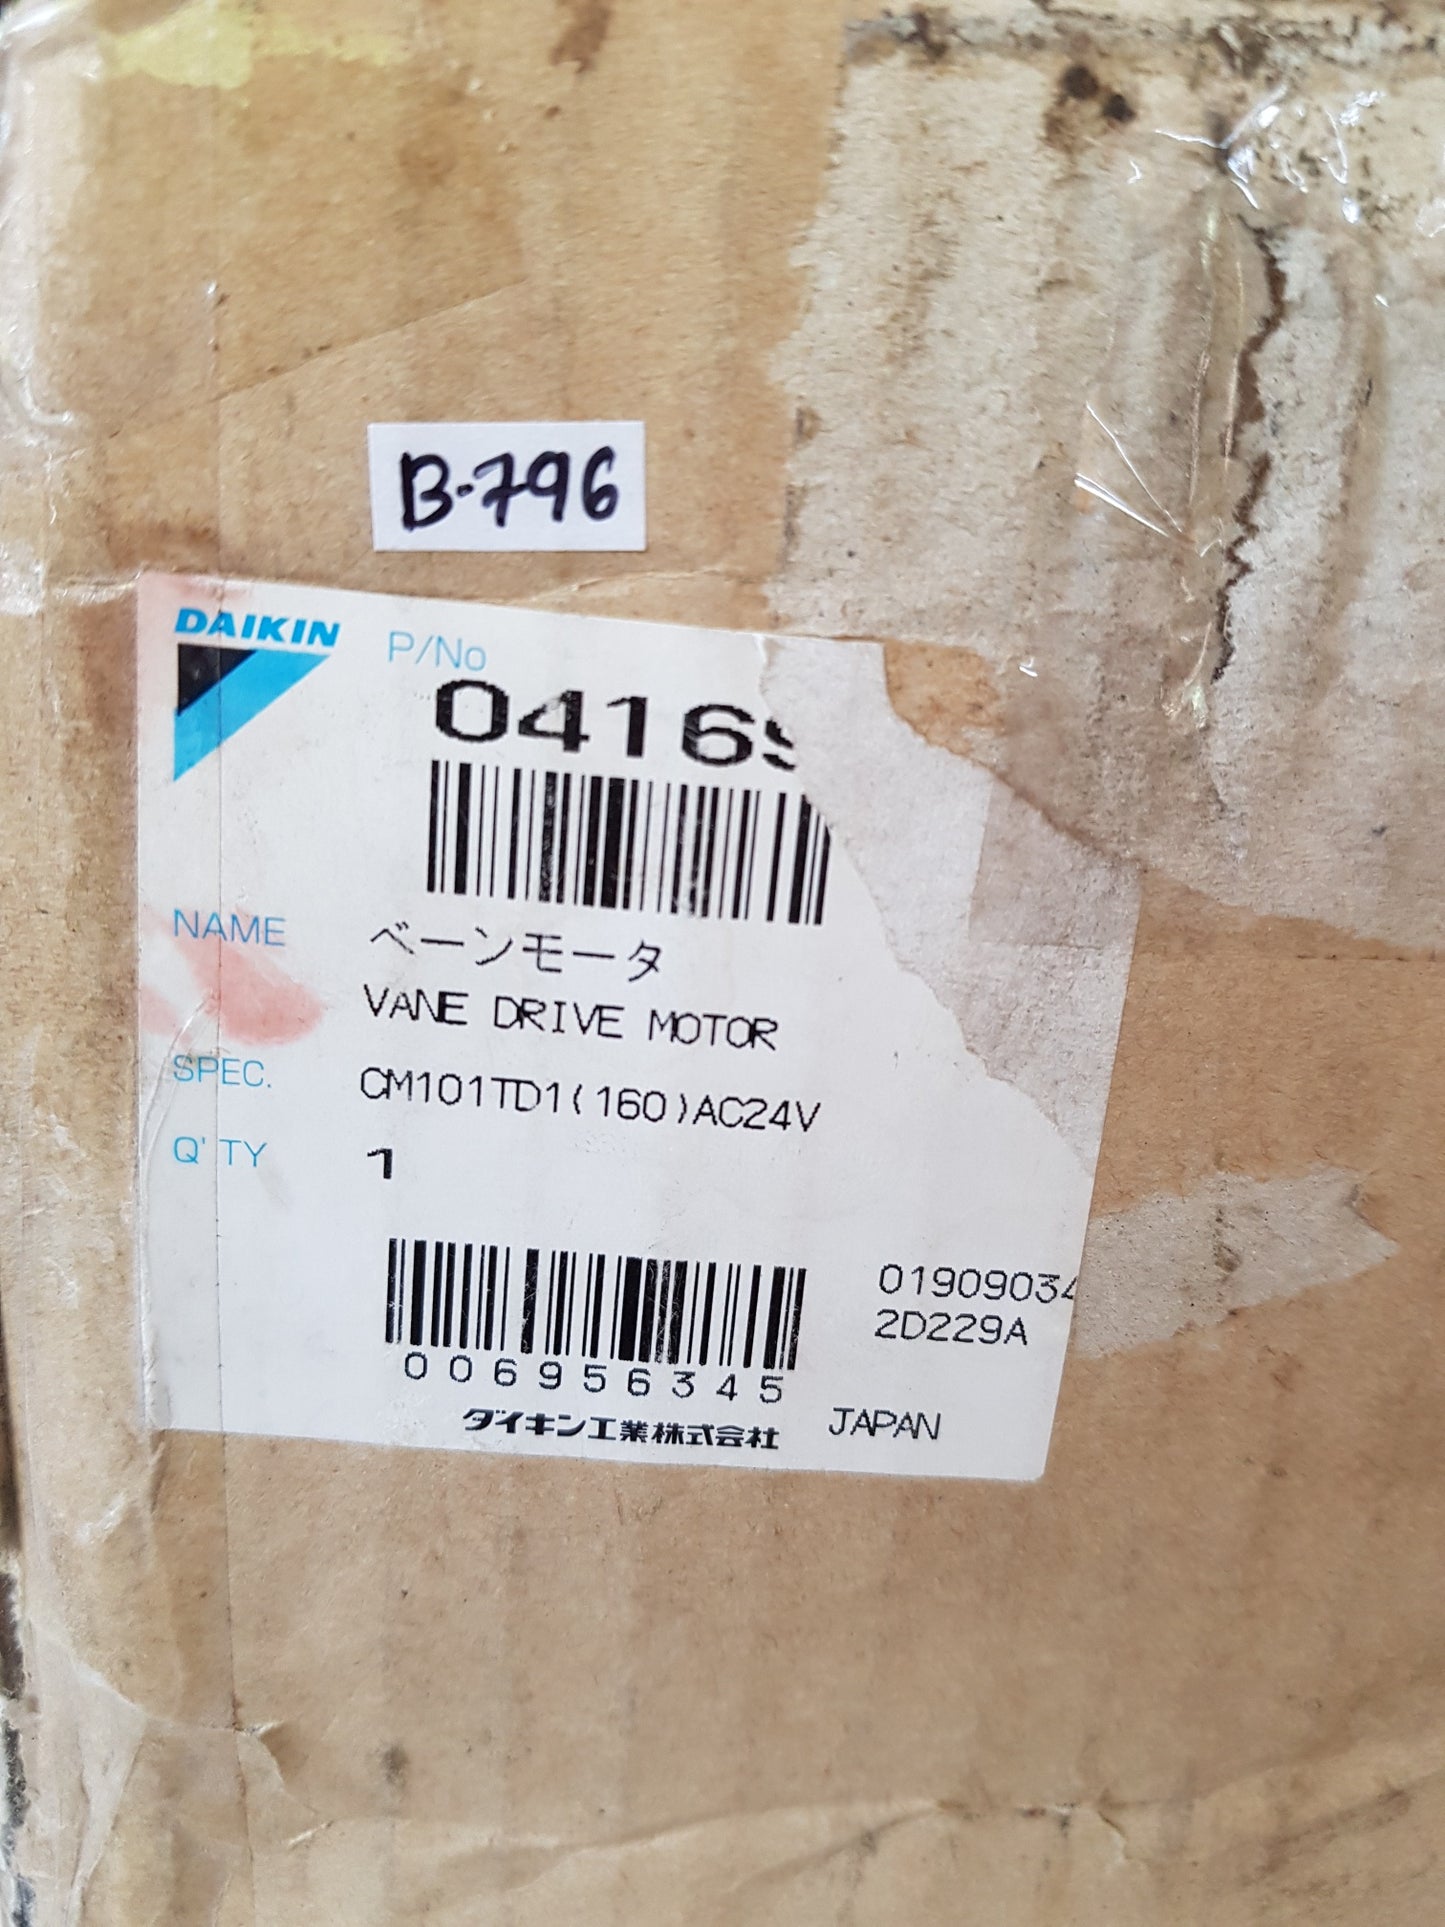 B-796
DAIKIN
P/No
0416
NAME
ベーンモータ
VANE DRIVE MOTOR
SPEC.
CM101TD1(160)AC24V
Q'TY
1
01909034
2D229A
006956345
ダイキン工業株式会社
JAPAN